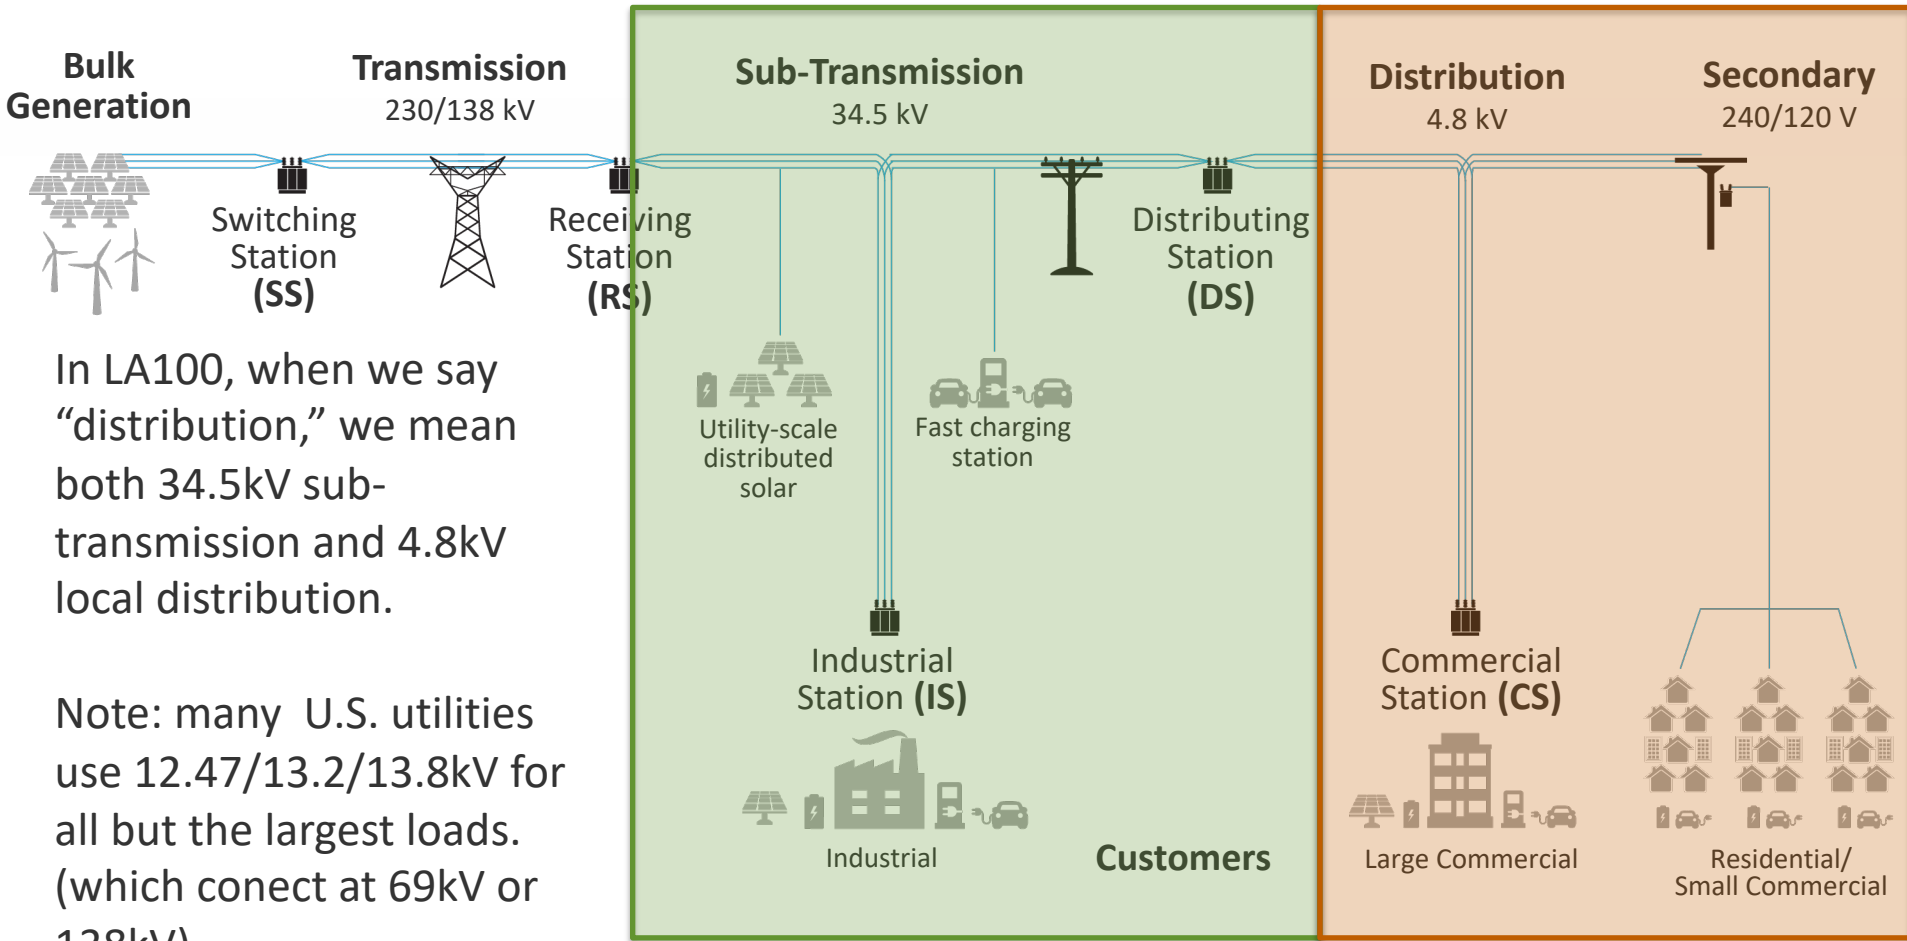 Bulk
Generation
Transmission
230/138 kV
Sub-Transmission
34.5 kV
Distribution
4.8 kV
Secondary
240/120 V
Switching
Station
(SS)
Receiving
Station
(RS)
Distributing
Station
(DS)
Utility-scale
distributed
solar
Fast charging
station
In LA100, when we say
“distribution,” we mean
both 34.5kV sub-
transmission and 4.8kV
local distribution.
Note: many U.S. utilities
use 12.47/13.2/13.8kV for
all but the largest loads.
(which conect at 69kV or
138kV)
Industrial
Station (IS)
Industrial
Customers
Commercial
Station (CS)
Large Commercial
Residential/
Small Commercial